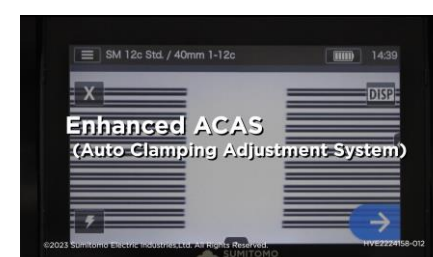 SM 12c Std. / 40mm 1-12c
14:39
X
DISP
Enhanced ACAS
(Auto Clamping Adjustment System)
©2023 Sumitomo Electric Industries,Ltd. All Rights Reserved.
HVE2224158-012
SUMITOMO